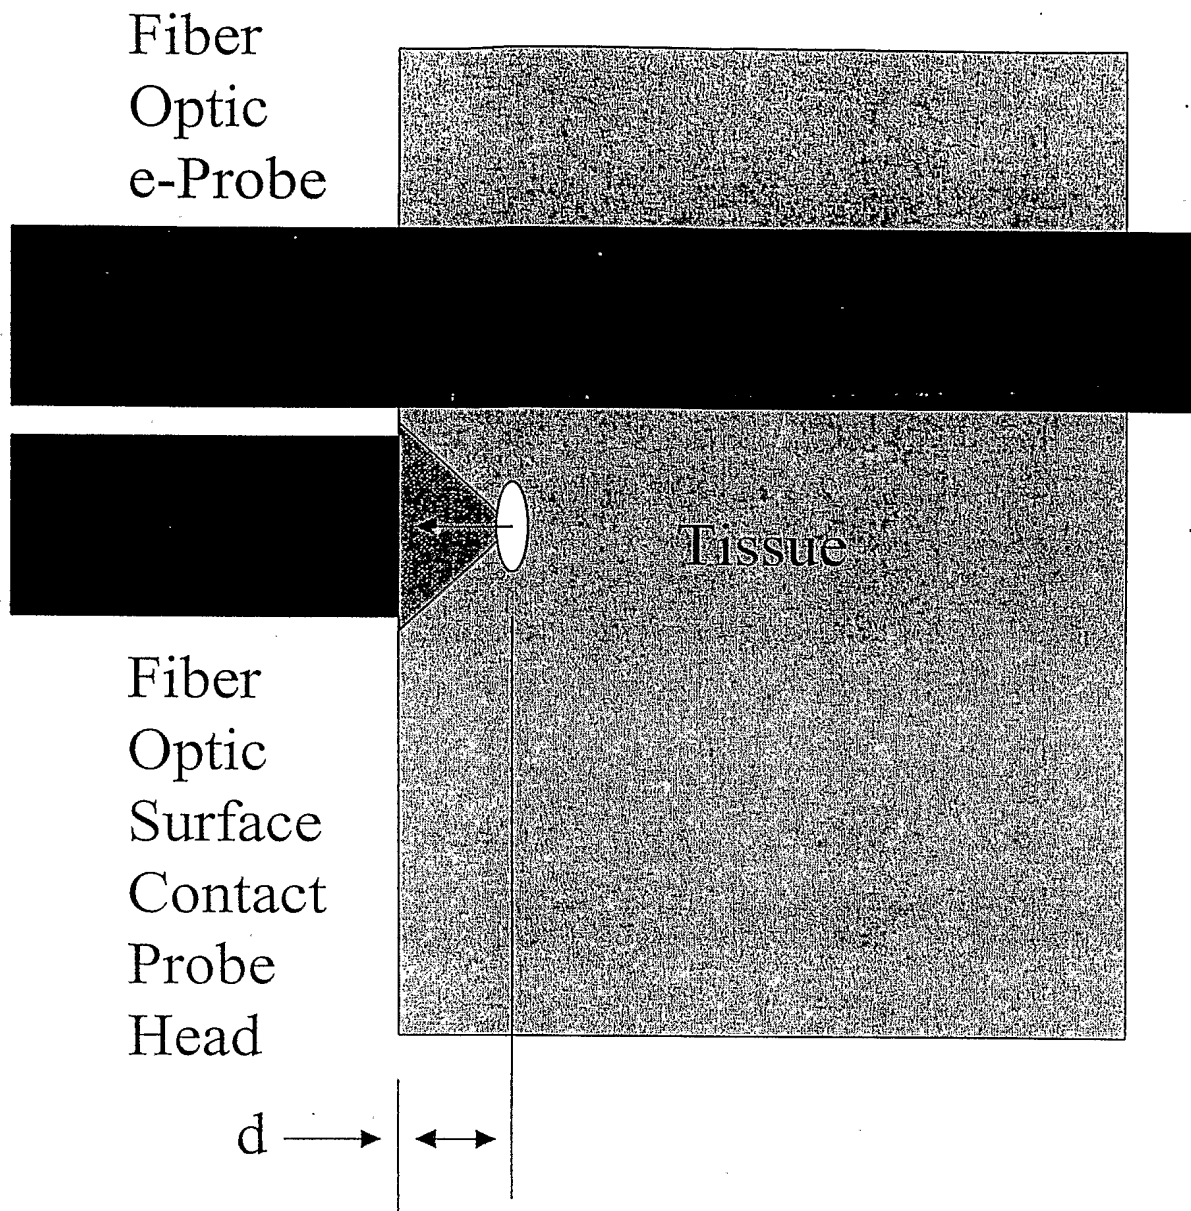 Fiber
Optic
e-Probe
Tissue
Fiber
Optic
Surface
Contact
Probe
Head
d